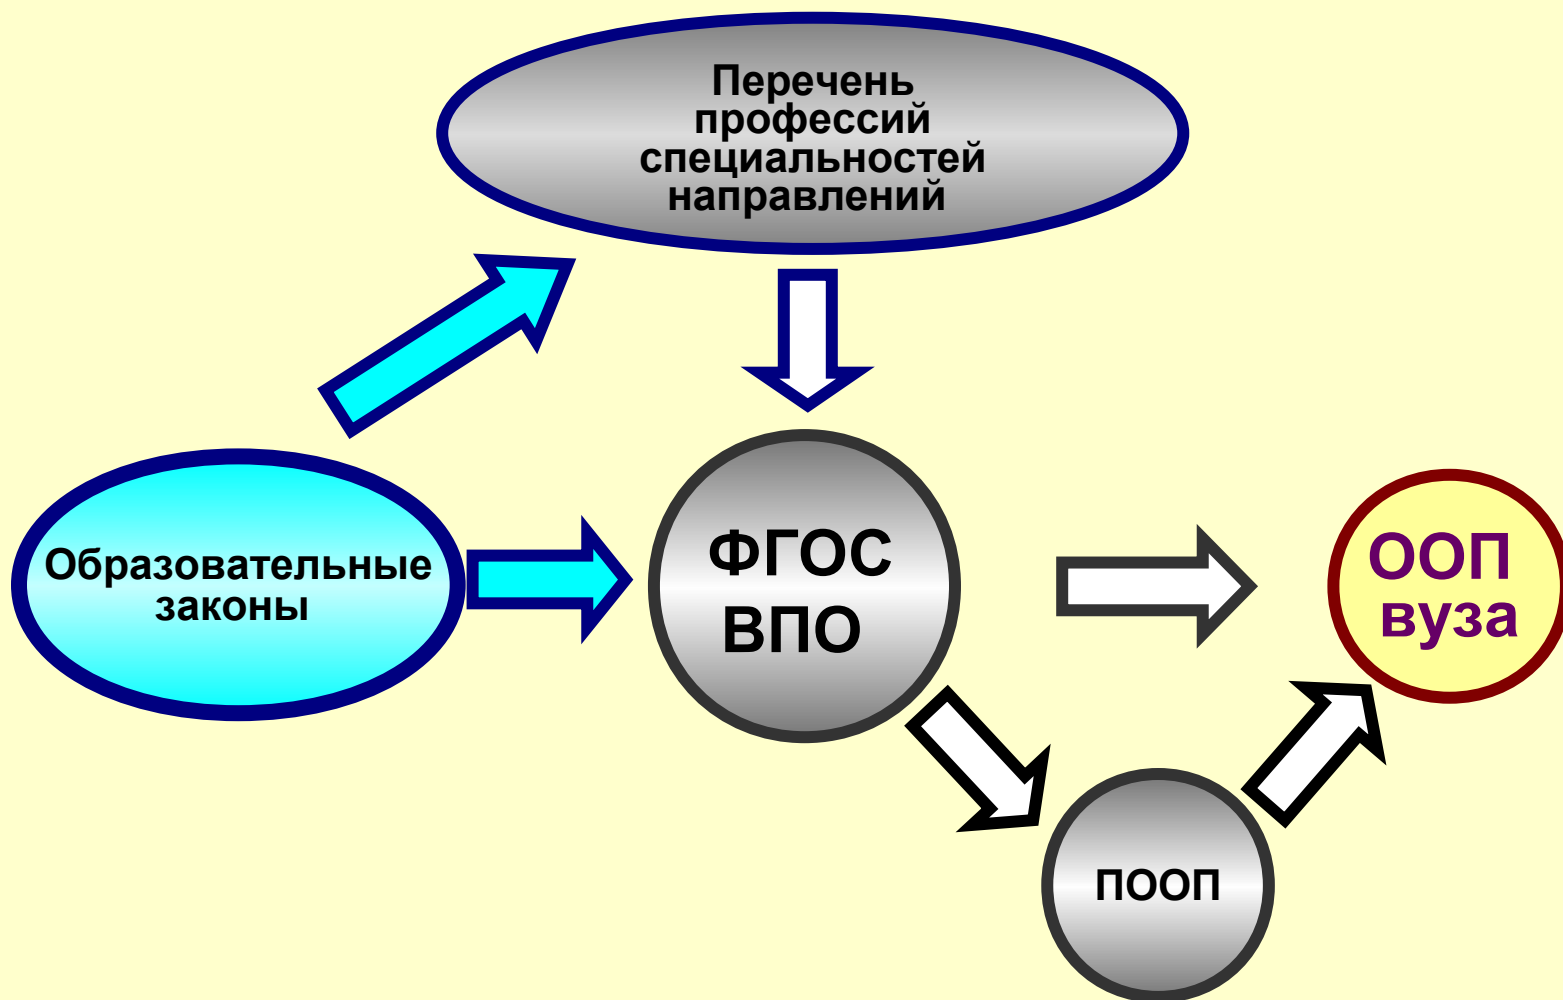 Перечень
профессий
специальностей
направлений
Образовательные
законы
ФГОС
ВПО
ООП
вуза
ПООП